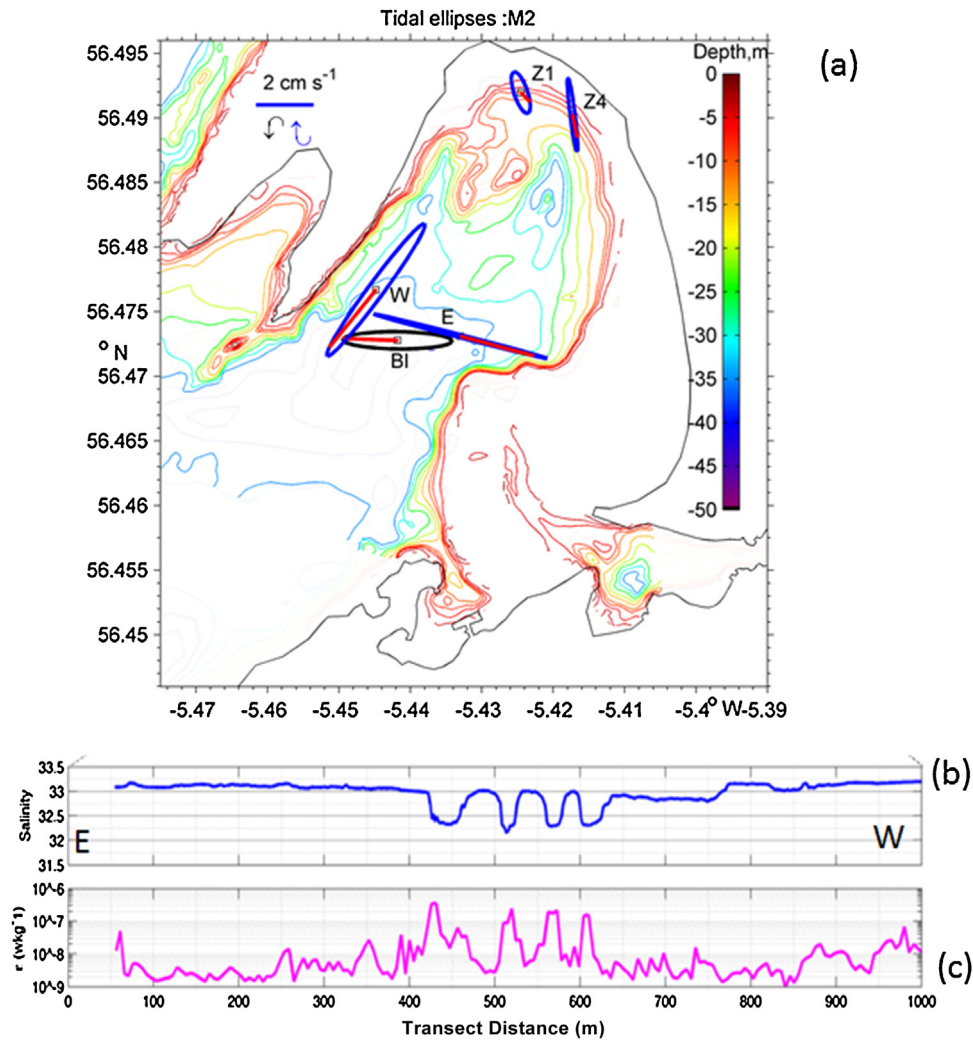 Tidal ellipses :M2
(a)
Depth,m
2 cm s⁻¹
Z1
Z4
W
E
BI
56.495
56.49
56.485
56.48
56.475
° N
56.47
56.465
56.46
56.455
56.45
0
-5
-10
-15
-20
-25
-30
-35
-40
-45
-50
-5.47 -5.46 -5.45 -5.44 -5.43 -5.42 -5.41 -5.4° W -5.39
(b)
Salinity
33.5
33
32.5
32
31.5
E
W
(c)
r (wkg⁻¹)
10^-6
10^-7
10^-8
10^-9
0 100 200 300 400 500 600 700 800 900 1000
Transect Distance (m)